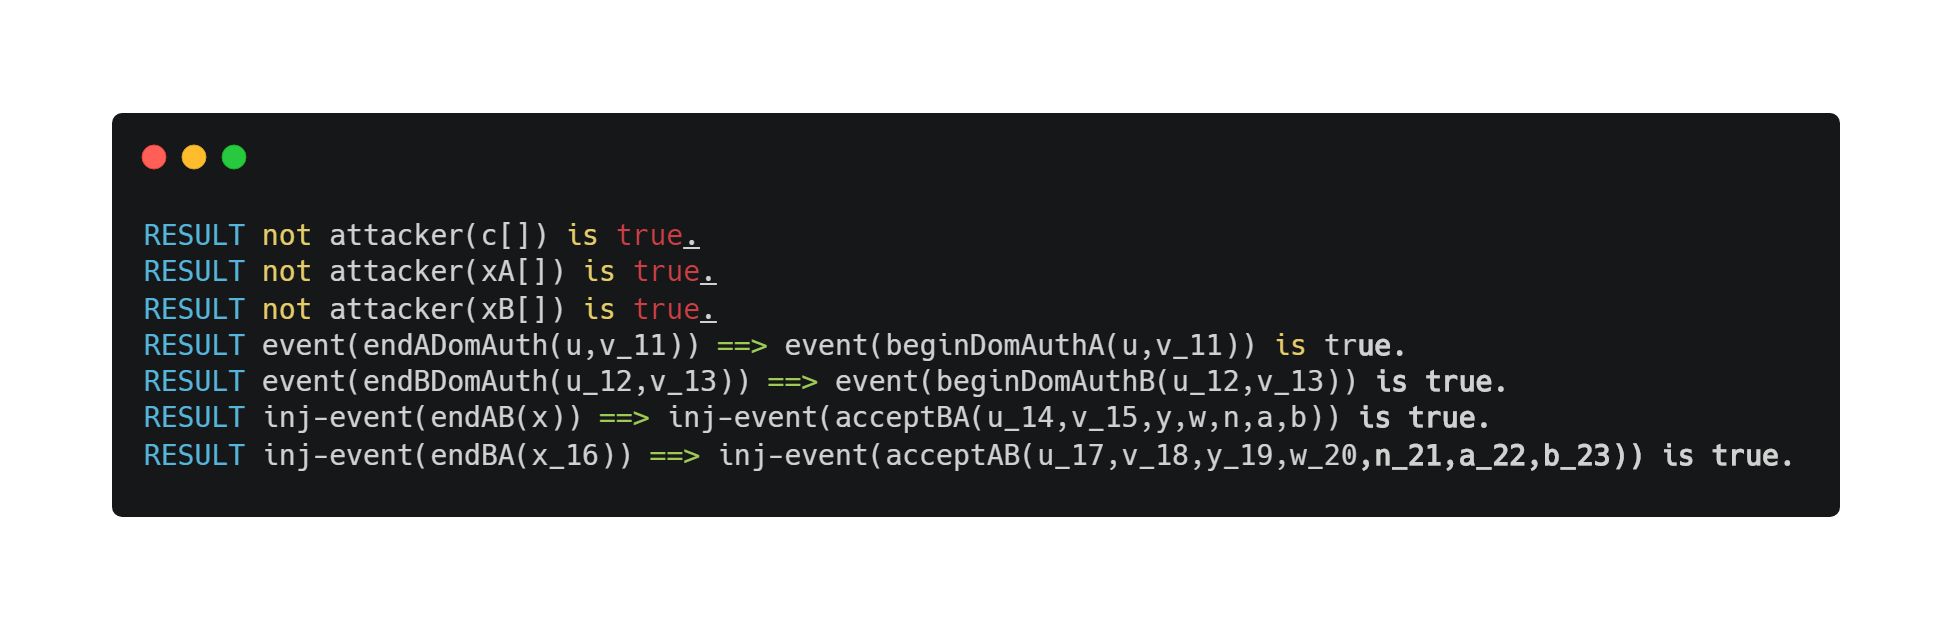 RESULT not attacker(c[]) is true.
RESULT not attacker(xA[]) is true.
RESULT not attacker(xB[]) is true.
RESULT event(endADomAuth(u,v_11)) ==> event(beginDomAuthA(u,v_11)) is true.
RESULT event(endBDomAuth(u_12,v_13)) ==> event(beginDomAuthB(u_12,v_13)) is true.
RESULT inj-event(endAB(x)) ==> inj-event(acceptBA(u_14,v_15,y,w,n,a,b)) is true.
RESULT inj-event(endBA(x_16)) ==> inj-event(acceptAB(u_17,v_18,y_19,w_20,n_21,a_22,b_23)) is true.